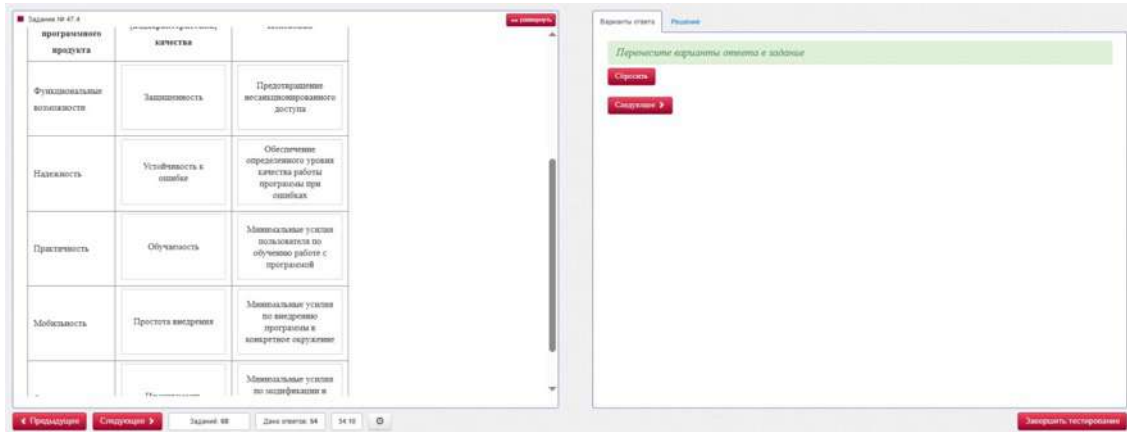 Задание № 47.4
развернуть
программного
продукта
качества
Функциональные
возможности
Защищенность
Предотвращение
несанкционированного
доступа
Надежность
Устойчивость к
ошибке
Обеспечение
определенного уровня
качества работы
программы при
ошибках
Практичность
Обучаемость
Минимальные усилия
пользователя по
обучению работе с
программой
Мобильность
Простота внедрения
Минимальные усилия
по внедрению
программы в
конкретное окружение
Минимальные усилия
по модификации и
Предыдущее
Следующее
Заданий: 68
Дано ответов: 64
54:10
Варианты ответа
Решение
Перенесите варианты ответа в задание
Сбросить
Следующее
Завершить тестирование